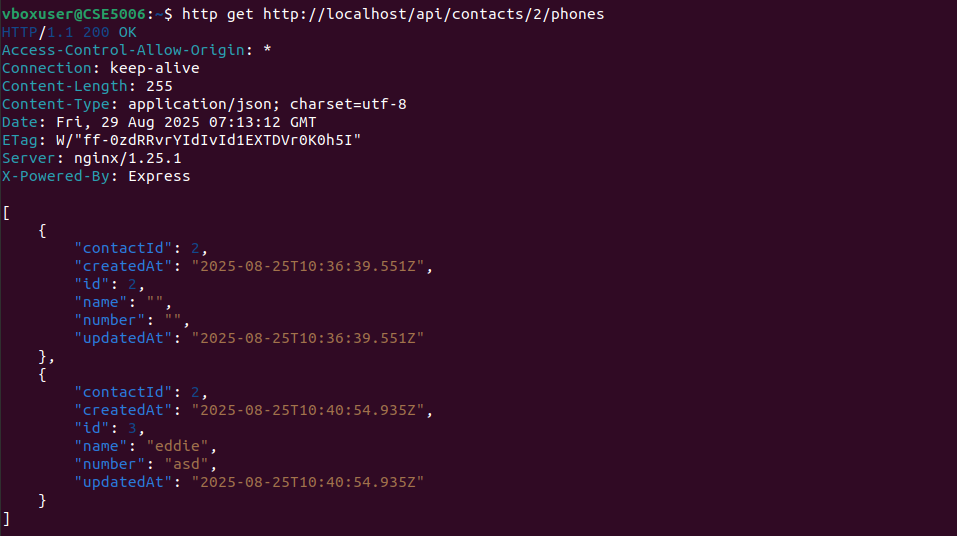 vboxuser@CSE5006:~$ http get http://localhost/api/contacts/2/phones
HTTP/1.1 200 OK
Access-Control-Allow-Origin: *
Connection: keep-alive
Content-Length: 255
Content-Type: application/json; charset=utf-8
Date: Fri, 29 Aug 2025 07:13:12 GMT
ETag: W/"ff-0zdRRvrYIdIvId1EXTDVr0K0h5I"
Server: nginx/1.25.1
X-Powered-By: Express

[
    {
        "contactId": 2,
        "createdAt": "2025-08-25T10:36:39.551Z",
        "id": 2,
        "name": "",
        "number": "",
        "updatedAt": "2025-08-25T10:36:39.551Z"
    },
    {
        "contactId": 2,
        "createdAt": "2025-08-25T10:40:54.935Z",
        "id": 3,
        "name": "eddie",
        "number": "asd",
        "updatedAt": "2025-08-25T10:40:54.935Z"
    }
]